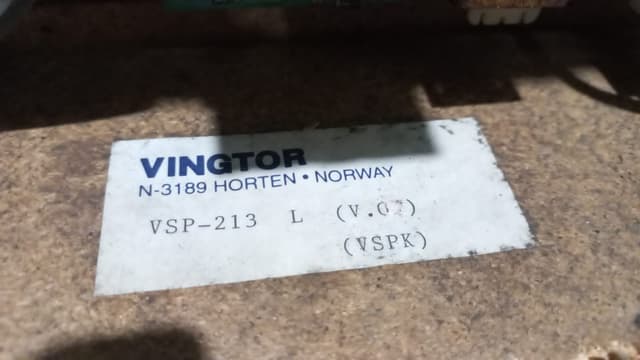 VINGTOR
N-3189 HORTEN • NORWAY
VSP-213 L (V.02)
(VSPK)